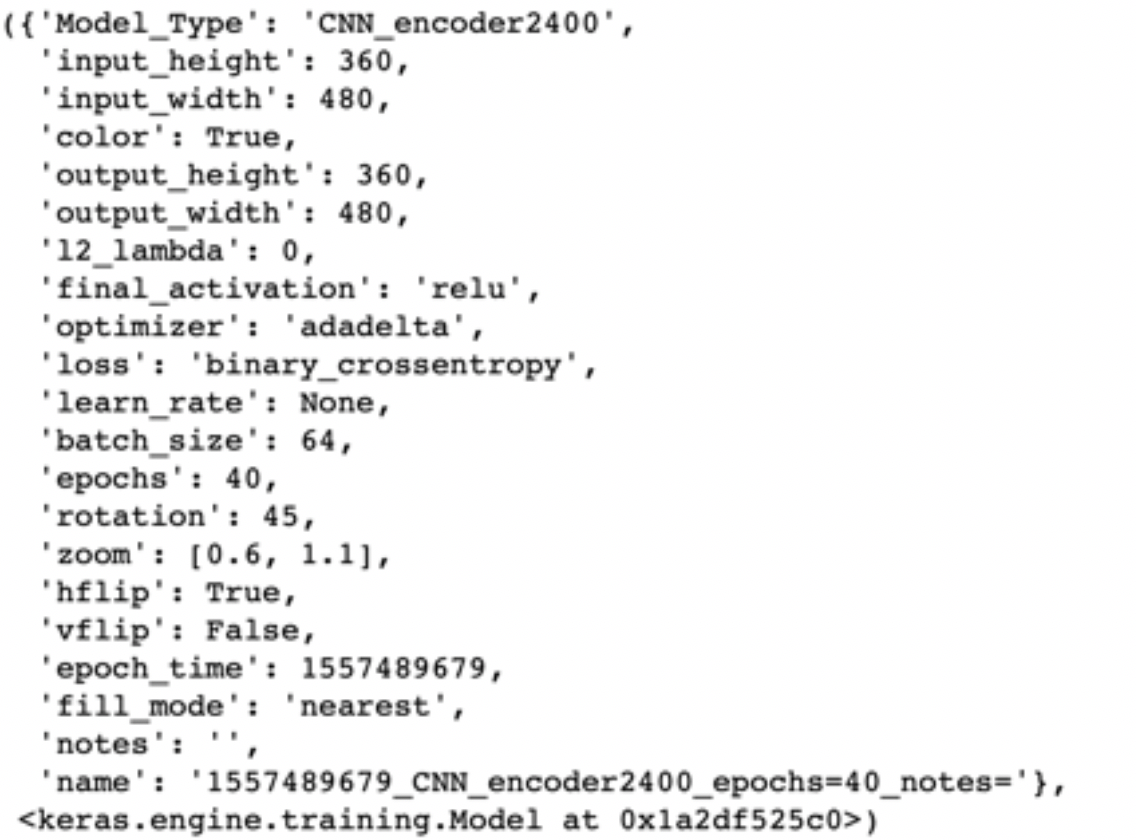 ({'Model_Type': 'CNN_encoder2400',
'input_height': 360,
'input_width': 480,
'color': True,
'output_height': 360,
'output_width': 480,
'l2_lambda': 0,
'final_activation': 'relu',
'optimizer': 'adadelta',
'loss': 'binary_crossentropy',
'learn_rate': None,
'batch_size': 64,
'epochs': 40,
'rotation': 45,
'zoom': [0.6, 1.1],
'hflip': True,
'vflip': False,
'epoch_time': 1557489679,
'fill_mode': 'nearest',
'notes': '',
'name': '1557489679_CNN_encoder2400_epochs=40_notes='},
<keras.engine.training.Model at 0x1a2df525c0>)